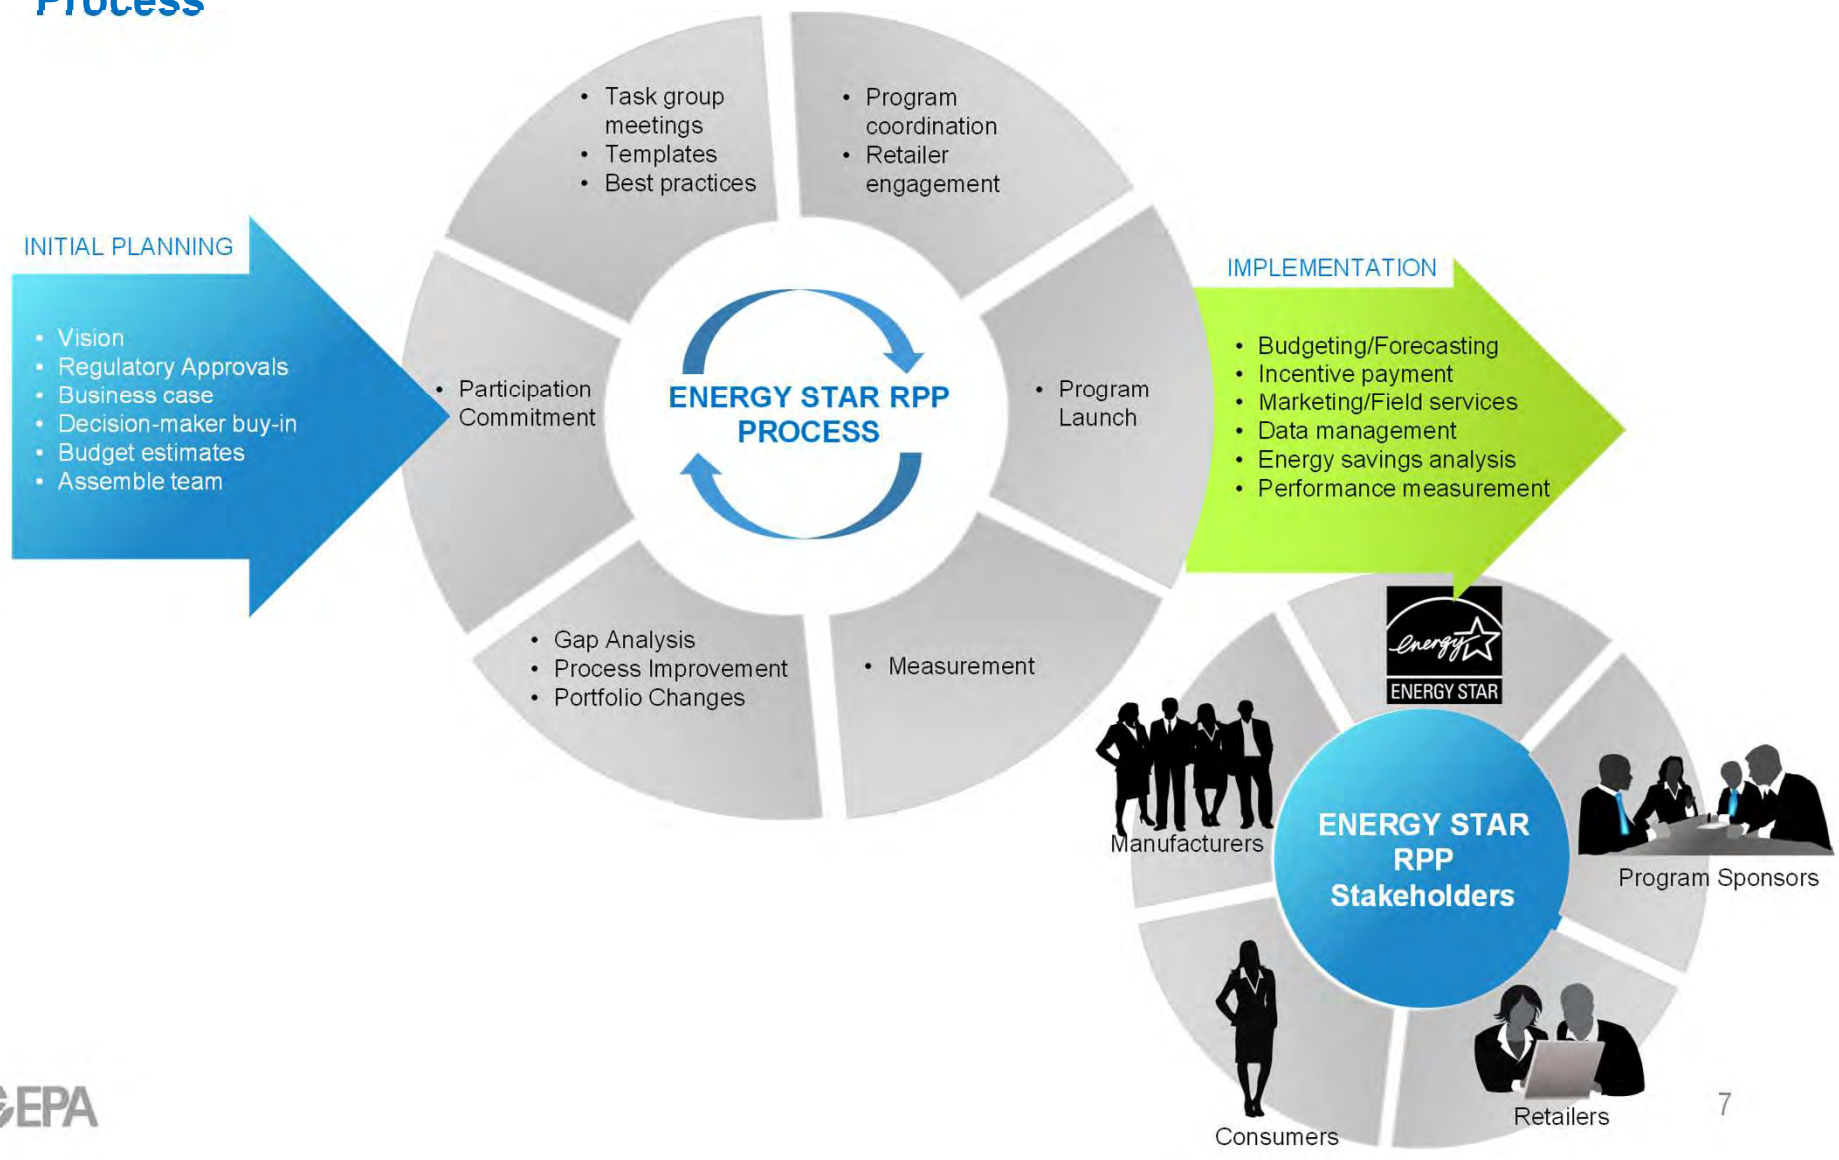 Process
INITIAL PLANNING
• Vision
• Regulatory Approvals
• Business case
• Decision-maker buy-in
• Budget estimates
• Assemble team
• Task group
meetings
• Templates
• Best practices
• Program
coordination
• Retailer
engagement
• Participation
Commitment
ENERGY STAR RPP
PROCESS
• Program
Launch
• Gap Analysis
• Process Improvement
• Portfolio Changes
• Measurement
IMPLEMENTATION
• Budgeting/Forecasting
• Incentive payment
• Marketing/Field services
• Data management
• Energy savings analysis
• Performance measurement
energy
ENERGY STAR
Manufacturers
ENERGY STAR
RPP
Stakeholders
Program Sponsors
Consumers
Retailers
EPA
7